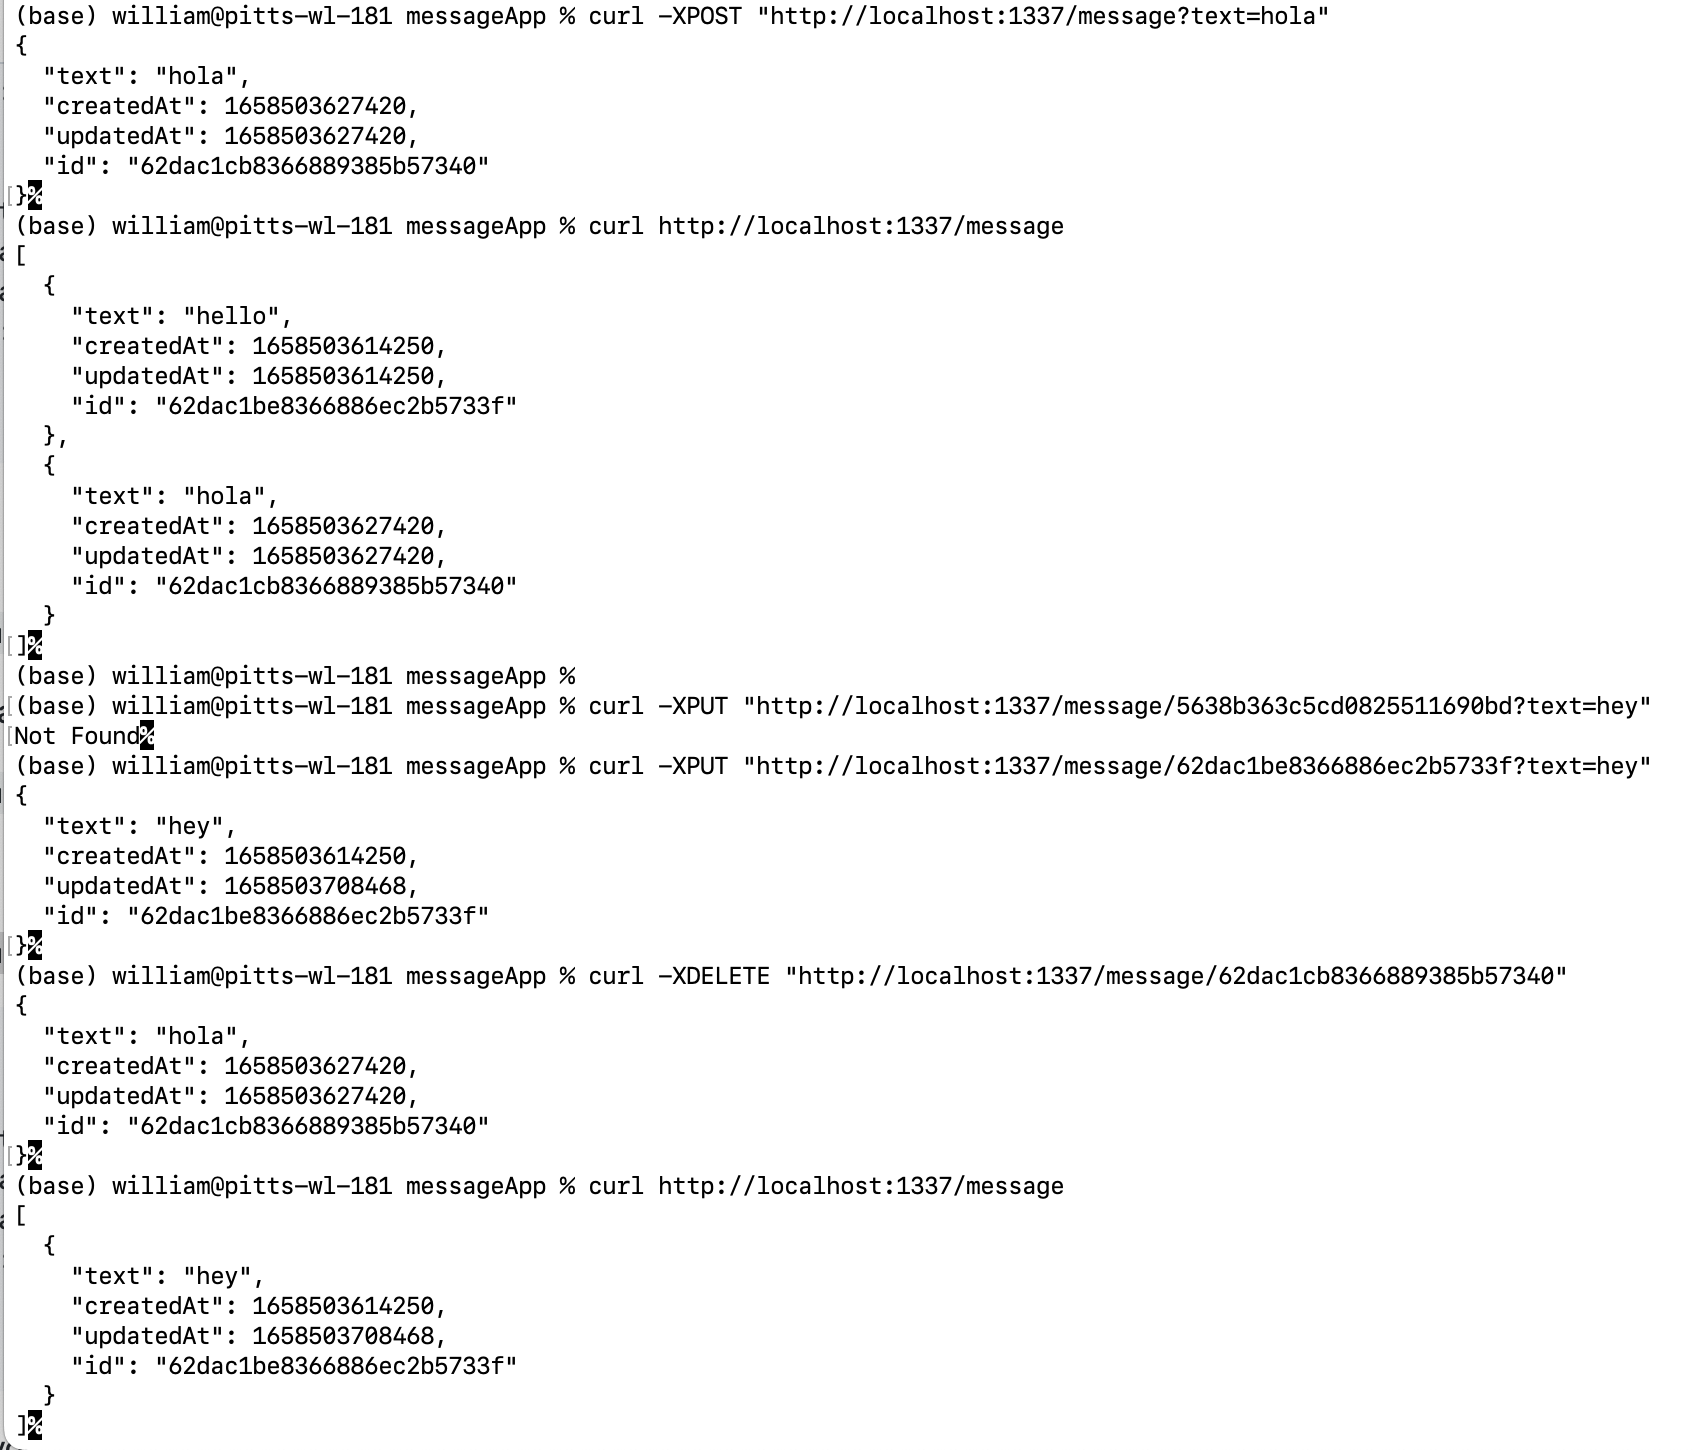 (base) william@pitts-wl-181 messageApp % curl -XPOST "http://localhost:1337/message?text=hola"
{
  "text": "hola",
  "createdAt": 1658503627420,
  "updatedAt": 1658503627420,
  "id": "62dac1cb8366889385b57340"
[}%
(base) william@pitts-wl-181 messageApp % curl http://localhost:1337/message
[
  {
    "text": "hello",
    "createdAt": 1658503614250,
    "updatedAt": 1658503614250,
    "id": "62dac1be8366886ec2b5733f"
  },
  {
    "text": "hola",
    "createdAt": 1658503627420,
    "updatedAt": 1658503627420,
    "id": "62dac1cb8366889385b57340"
  }
[]%
(base) william@pitts-wl-181 messageApp %
[(base) william@pitts-wl-181 messageApp % curl -XPUT "http://localhost:1337/message/5638b363c5cd0825511690bd?text=hey"
[Not Found%
(base) william@pitts-wl-181 messageApp % curl -XPUT "http://localhost:1337/message/62dac1be8366886ec2b5733f?text=hey"
{
  "text": "hey",
  "createdAt": 1658503614250,
  "updatedAt": 1658503708468,
  "id": "62dac1be8366886ec2b5733f"
[}%
(base) william@pitts-wl-181 messageApp % curl -XDELETE "http://localhost:1337/message/62dac1cb8366889385b57340"
{
  "text": "hola",
  "createdAt": 1658503627420,
  "updatedAt": 1658503627420,
  "id": "62dac1cb8366889385b57340"
[}%
(base) william@pitts-wl-181 messageApp % curl http://localhost:1337/message
[
  {
    "text": "hey",
    "createdAt": 1658503614250,
    "updatedAt": 1658503708468,
    "id": "62dac1be8366886ec2b5733f"
  }
]%